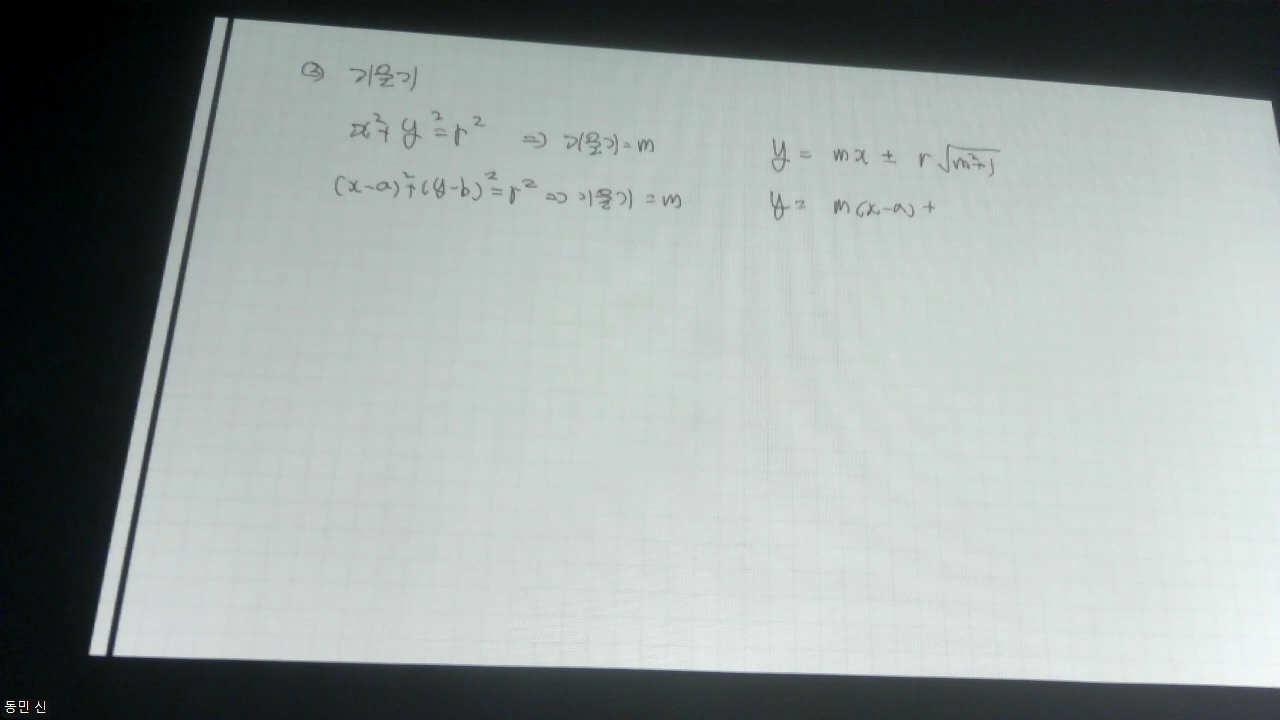 ② 기울기
x²+y²=r² ⇒ 기울기=m y = mx ± r√(m²+1)
(x-a)²+(y-b)²=r² ⇒ 기울기=m y = m(x-a) +
동민 신